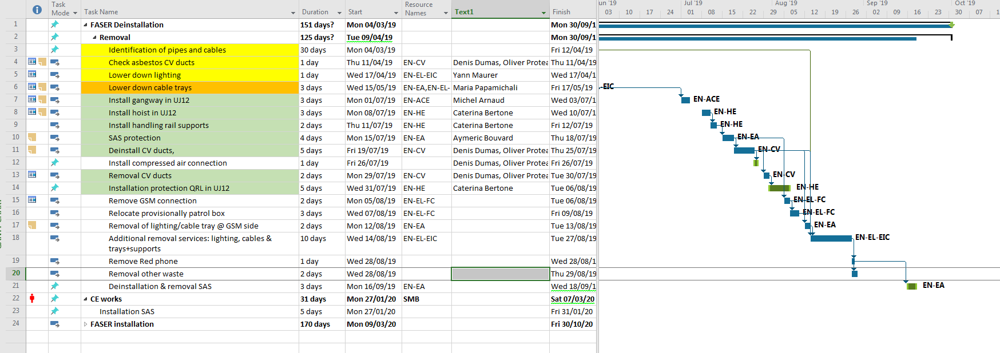 Task Mode Task Name Duration Start Resource Names Text1 Finish
un '19 Jul '19 Aug '19 Sep '19 Oct '19
03 10 17 24 01 08 15 22 29 05 12 19 26 02 09 16 23 30 07 1
1 FASER Deinstallation 151 days? Mon 04/03/19 Mon 30/09/1
2 Removal 125 days? Tue 09/04/19 Mon 30/09/1
3 Identification of pipes and cables 30 days Mon 04/03/19 Fri 12/04/19
4 Check asbestos CV ducts 1 day Thu 11/04/19 EN-CV Denis Dumas, Oliver Protea Thu 11/04/19
5 Lower down lighting 1 day Wed 17/04/19 EN-EL-EIC Yann Maurer Wed 17/04/1
6 Lower down cable trays 3 days Wed 15/05/19 EN-EA,EN-EL- Maria Papamichali Fri 17/05/19 -EIC
7 Install gangway in UJ12 3 days Mon 01/07/19 EN-ACE Michel Arnaud Wed 03/07/1 EN-ACE
8 Install hoist in UJ12 3 days Mon 08/07/19 EN-HE Caterina Bertone Wed 10/07/1 EN-HE
9 Install handling rail supports 2 days Thu 11/07/19 EN-HE Caterina Bertone Fri 12/07/19 EN-HE
10 SAS protection 4 days Mon 15/07/19 EN-EA Aymeric Bouvard Thu 18/07/19 EN-EA
11 Deinstall CV ducts, 5 days Fri 19/07/19 EN-CV Denis Dumas, Oliver Protea Thu 25/07/19 EN-CV
12 Install compressed air connection 1 day Fri 26/07/19 Denis Dumas, Oliver Protea Fri 26/07/19
13 Removal CV ducts 2 days Mon 29/07/19 EN-CV Denis Dumas, Oliver Protea Tue 30/07/19 EN-CV
14 Installation protection QRL in UJ12 5 days Wed 31/07/19 EN-HE Caterina Bertone Tue 06/08/19 EN-HE
15 Remove GSM connection 2 days Mon 05/08/19 EN-EL-FC Tue 06/08/19 EN-EL-FC
16 Relocate provisionally patrol box 3 days Wed 07/08/19 EN-EL-FC Fri 09/08/19 EN-EL-FC
17 Removal of lighting/cable tray @ GSM side 2 days Mon 12/08/19 EN-EA Tue 13/08/19 EN-EA
18 Additional removal services: lighting, cables & 10 days Wed 14/08/19 EN-EL-EIC Tue 27/08/19 EN-EL-EIC
trays+supports
19 Remove Red phone 1 day Wed 28/08/19 Wed 28/08/1
20 Removal other waste 2 days Wed 28/08/19 Thu 29/08/19
21 Deinstallation & removal SAS 3 days Mon 16/09/19 EN-EA Wed 18/09/1 EN-EA
22 CE works 31 days Mon 27/01/20 SMB Sat 07/03/20
23 Installation SAS 5 days Mon 27/01/20 Fri 31/01/20
24 FASER installation 170 days Mon 09/03/20 Fri 30/10/20